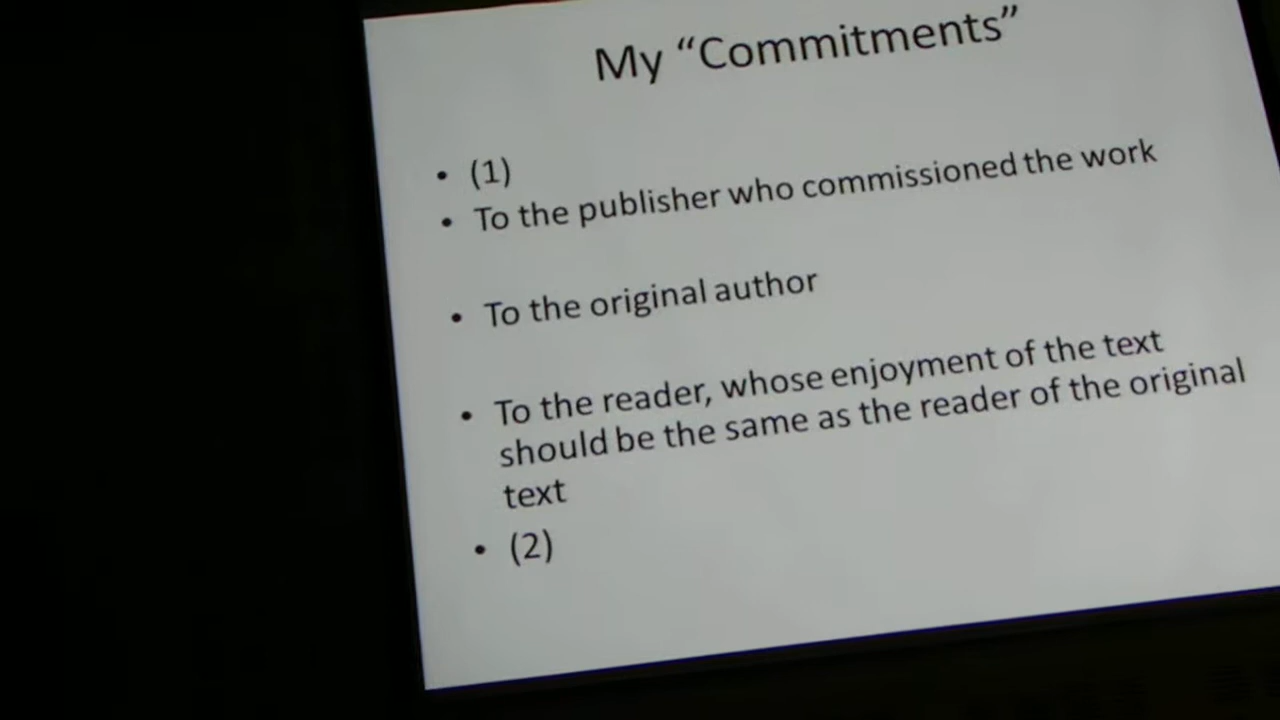 My “Commitments”
• (1)
• To the publisher who commissioned the work
• To the original author
• To the reader, whose enjoyment of the text
should be the same as the reader of the original
text
• (2)